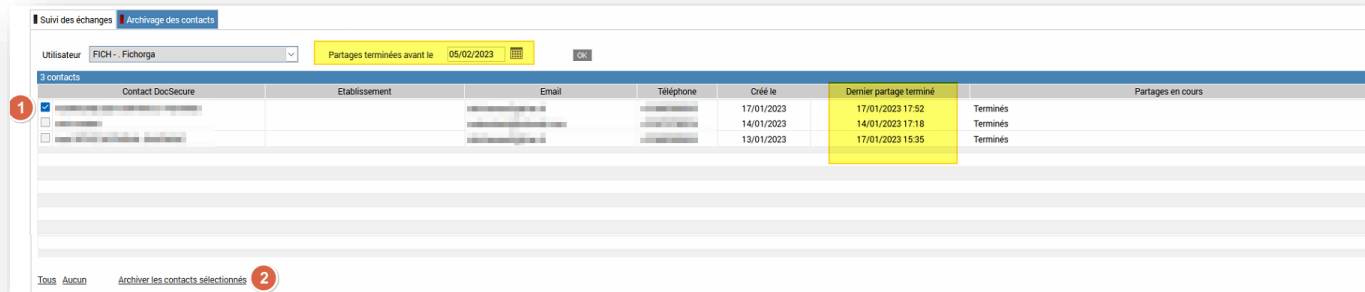 Suivi des échanges Archivage des contacts
Utilisateur FICH - . Fichorga Partages terminées avant le 05/02/2023 OK
3 contacts
Contact DocSecure Etablissement Email Téléphone Créé le Dernier partage terminé Partages en cours
1 17/01/2023 17/01/2023 17:52 Terminés
14/01/2023 14/01/2023 17:18 Terminés
13/01/2023 17/01/2023 15:35 Terminés
Tous Aucun Archiver les contacts sélectionnés 2